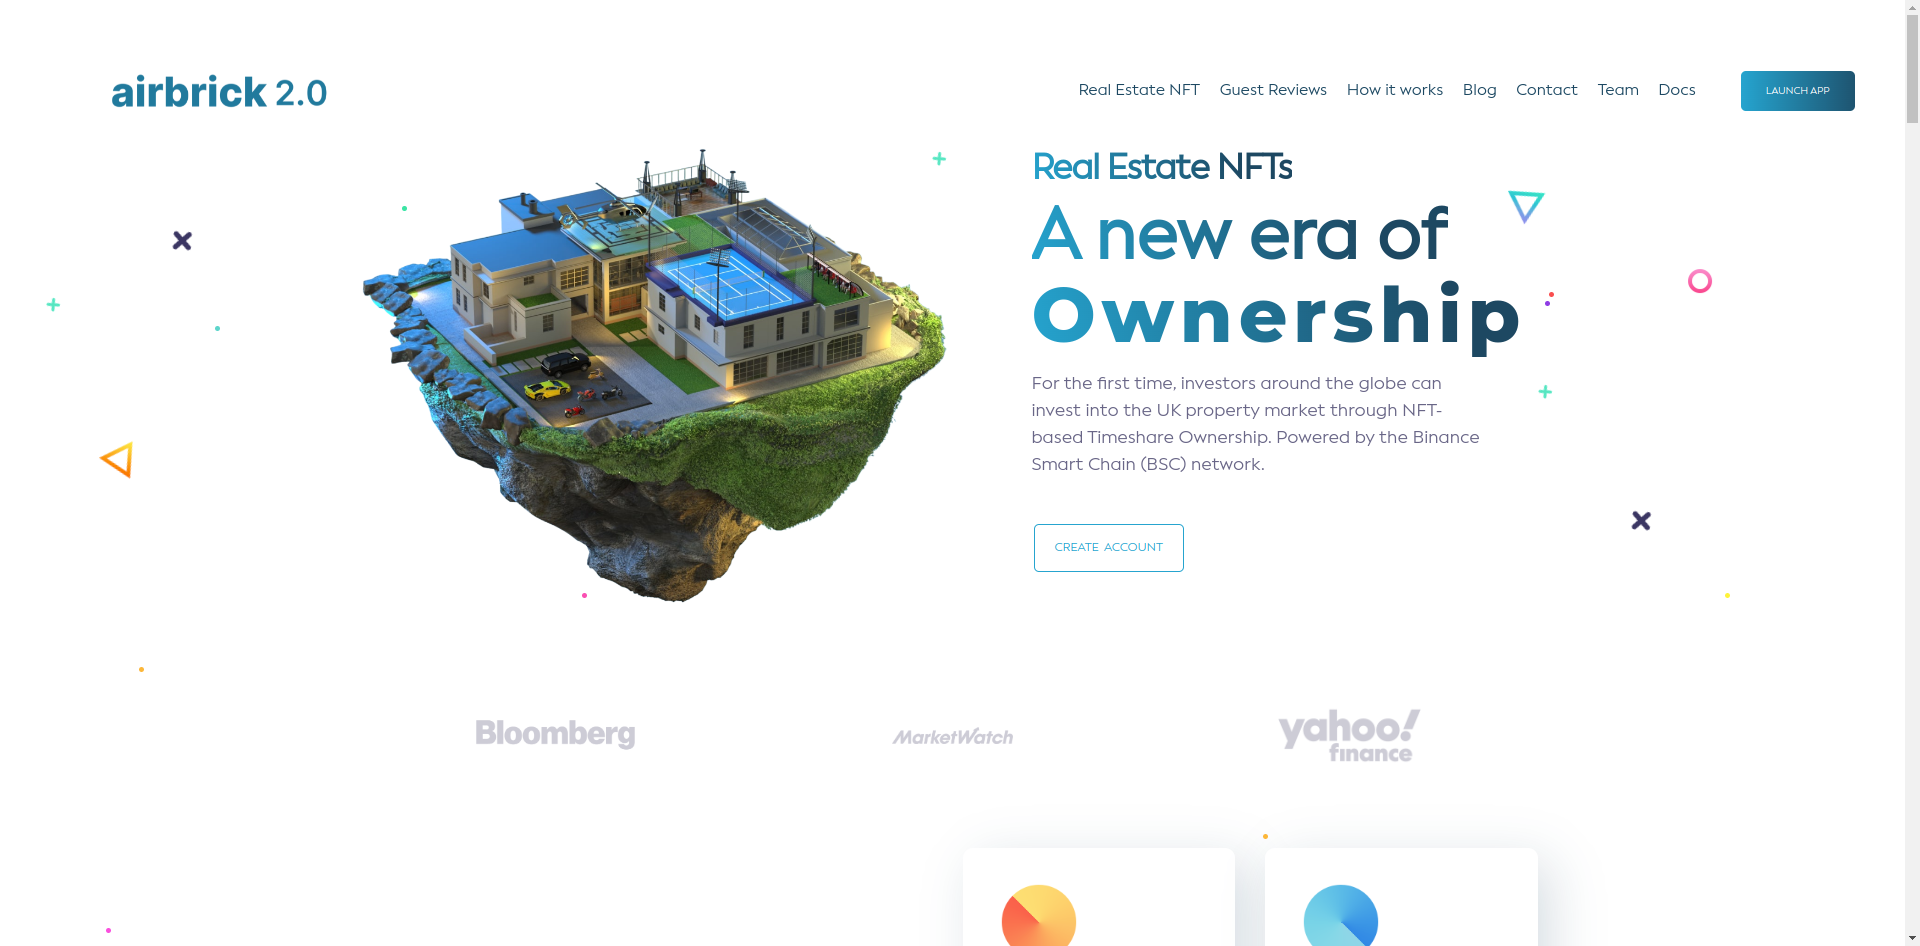 airbrick 2.0
Real Estate NFT
Guest Reviews
How it works
Blog
Contact
Team
Docs
LAUNCH APP
Real Estate NFTs
A new era of
Ownership
For the first time, investors around the globe can
invest into the UK property market through NFT-
based Timeshare Ownership. Powered by the Binance
Smart Chain (BSC) network.
CREATE ACCOUNT
Bloomberg
MarketWatch
yahoo!
finance